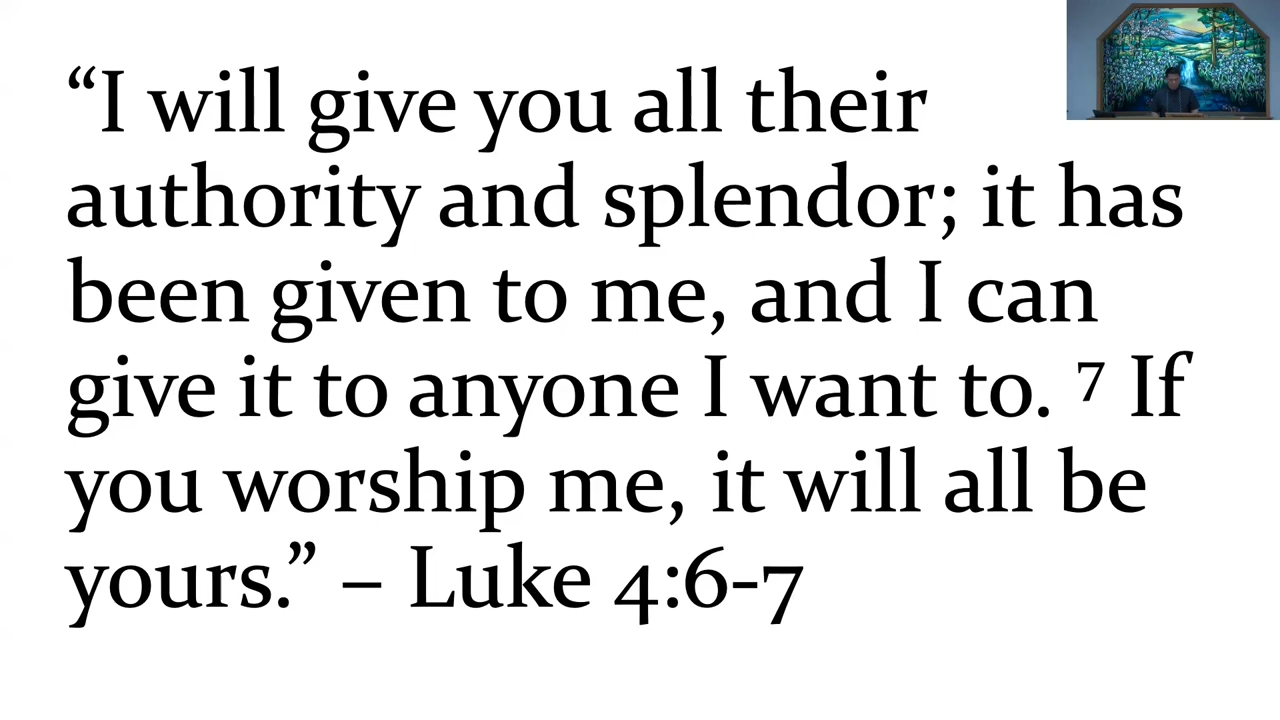 “I will give you all their
authority and splendor; it has
been given to me, and I can
give it to anyone I want to. ⁷ If
you worship me, it will all be
yours.” – Luke 4:6-7